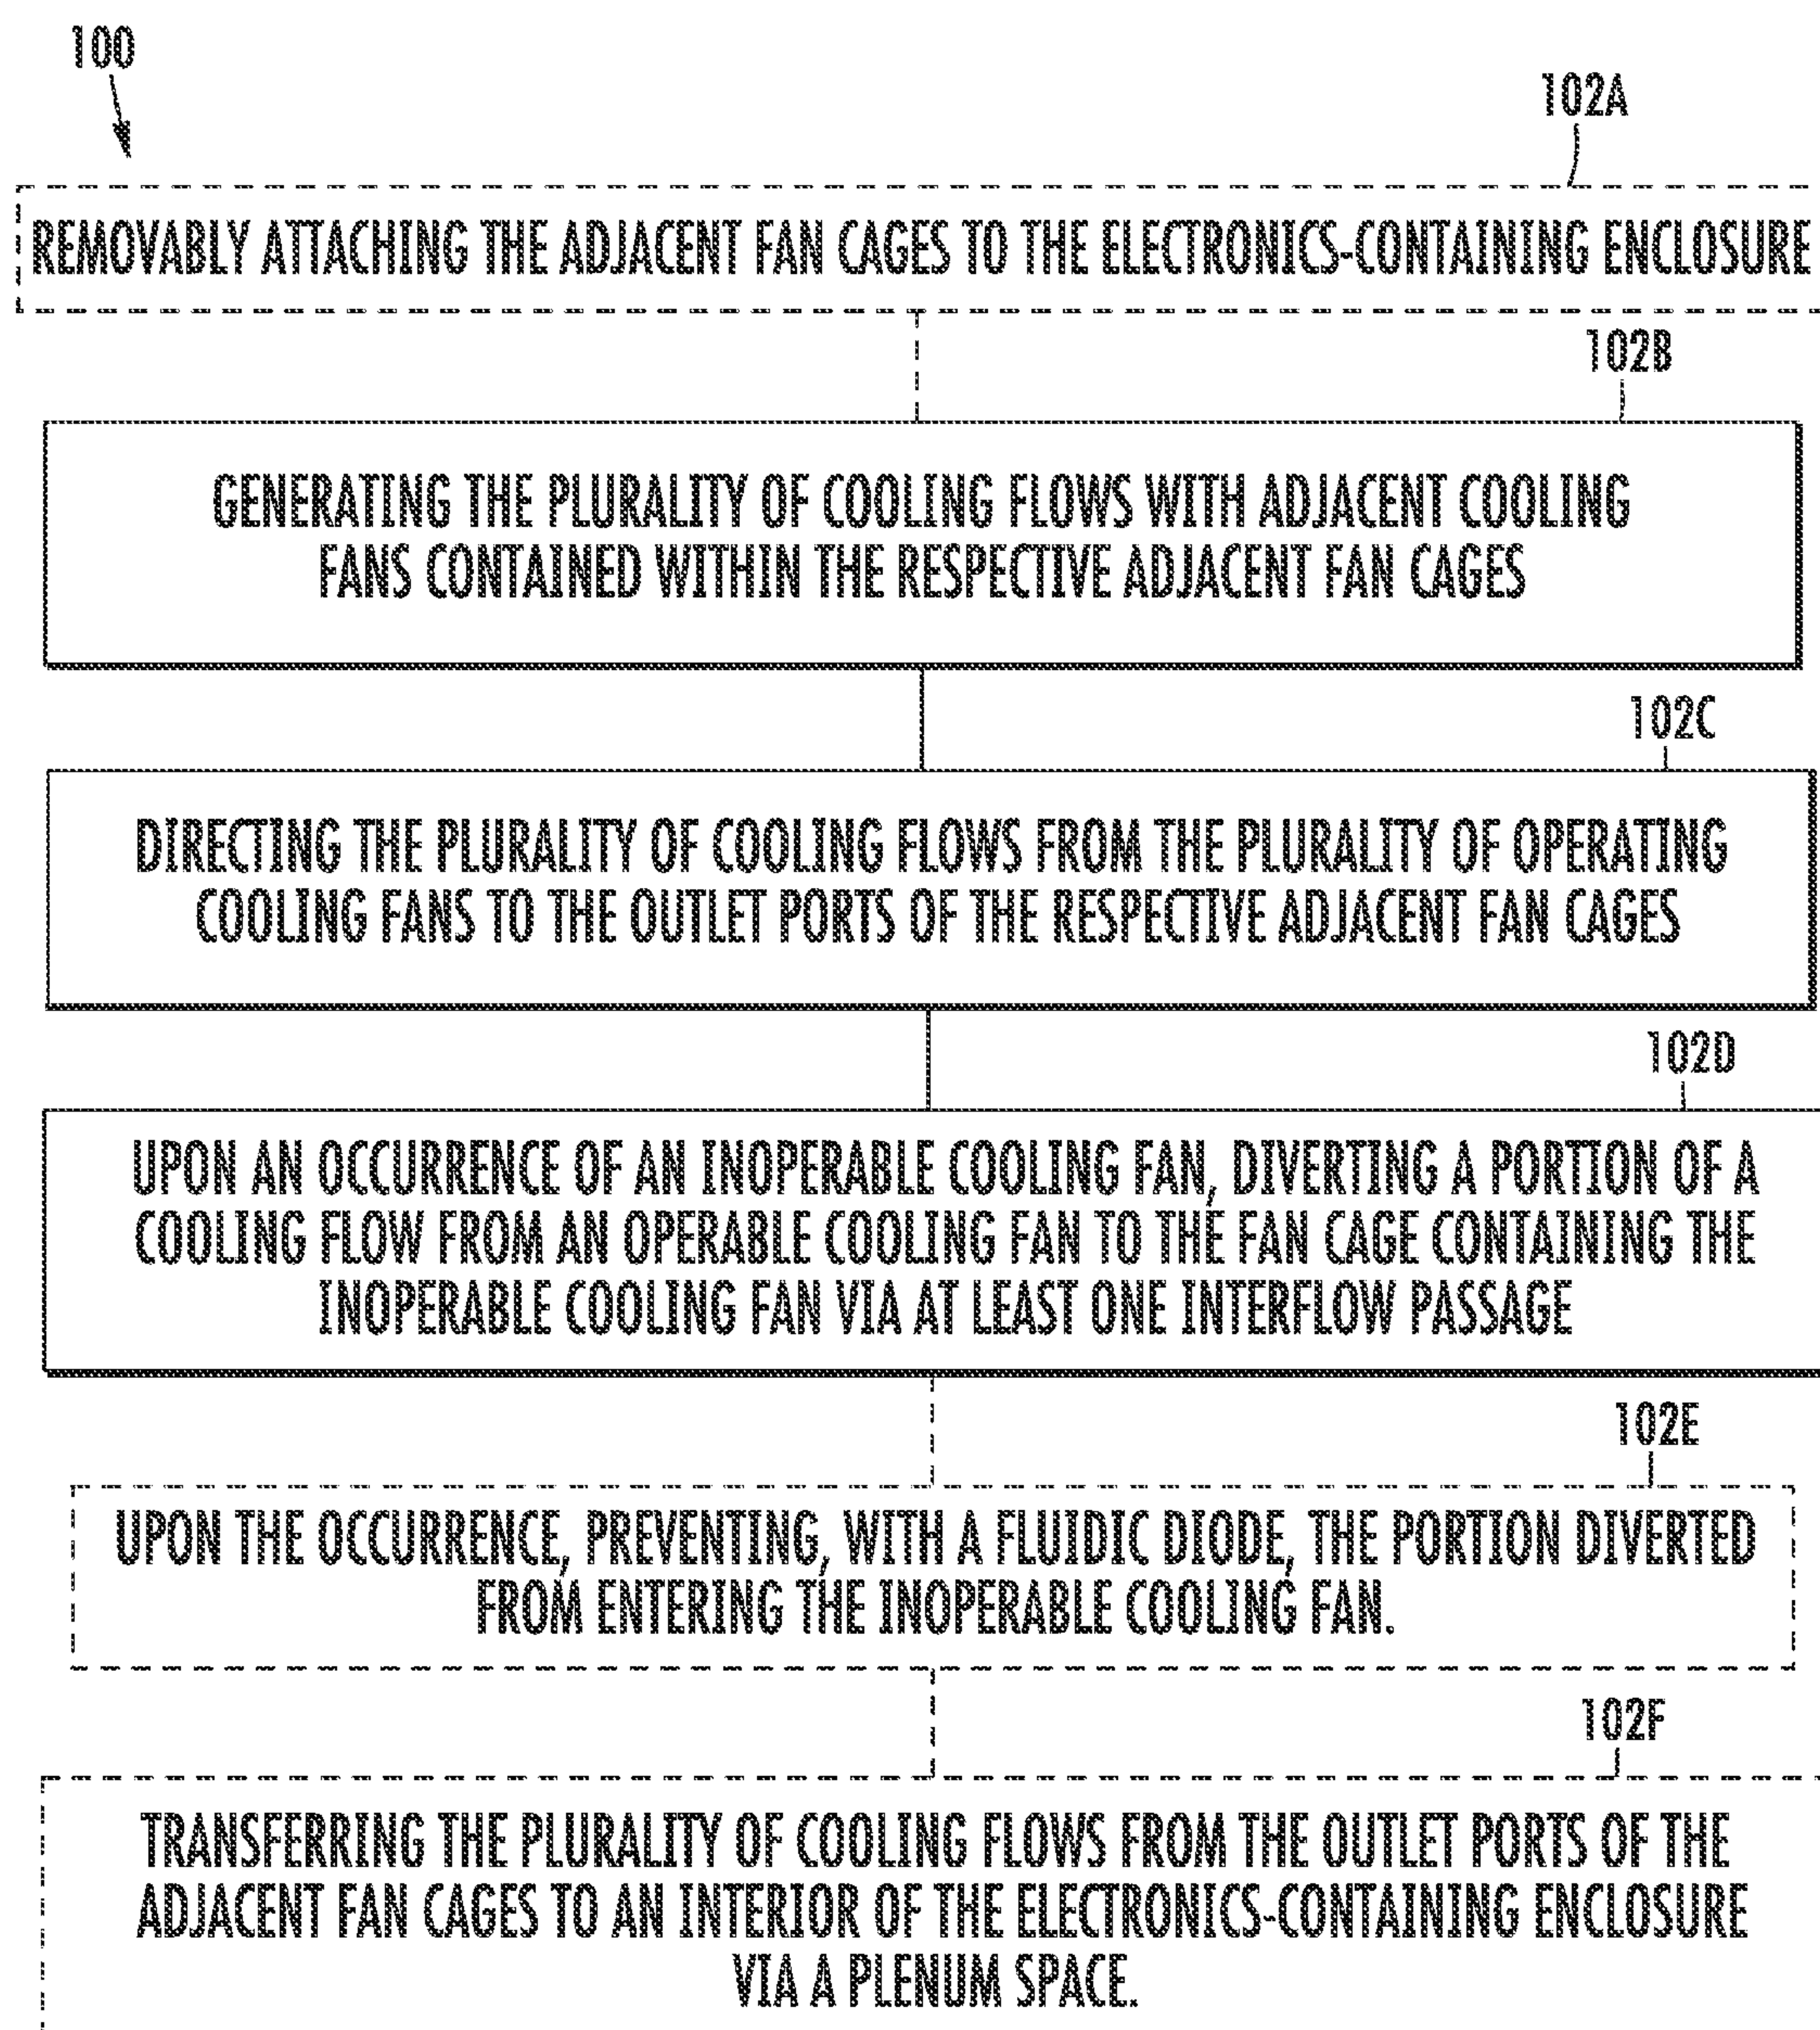 100
102A
REMOVABLY ATTACHING THE ADJACENT FAN CAGES TO THE ELECTRONICS-CONTAINING ENCLOSURE
102B
GENERATING THE PLURALITY OF COOLING FLOWS WITH ADJACENT COOLING
FANS CONTAINED WITHIN THE RESPECTIVE ADJACENT FAN CAGES
102C
DIRECTING THE PLURALITY OF COOLING FLOWS FROM THE PLURALITY OF OPERATING
COOLING FANS TO THE OUTLET PORTS OF THE RESPECTIVE ADJACENT FAN CAGES
102D
UPON AN OCCURRENCE OF AN INOPERABLE COOLING FAN, DIVERTING A PORTION OF A
COOLING FLOW FROM AN OPERABLE COOLING FAN TO THE FAN CAGE CONTAINING THE
INOPERABLE COOLING FAN VIA AT LEAST ONE INTERFLOW PASSAGE
102E
UPON THE OCCURRENCE, PREVENTING, WITH A FLUIDIC DIODE, THE PORTION DIVERTED
FROM ENTERING THE INOPERABLE COOLING FAN.
102F
TRANSFERRING THE PLURALITY OF COOLING FLOWS FROM THE OUTLET PORTS OF THE
ADJACENT FAN CAGES TO AN INTERIOR OF THE ELECTRONICS-CONTAINING ENCLOSURE
VIA A PLENUM SPACE.